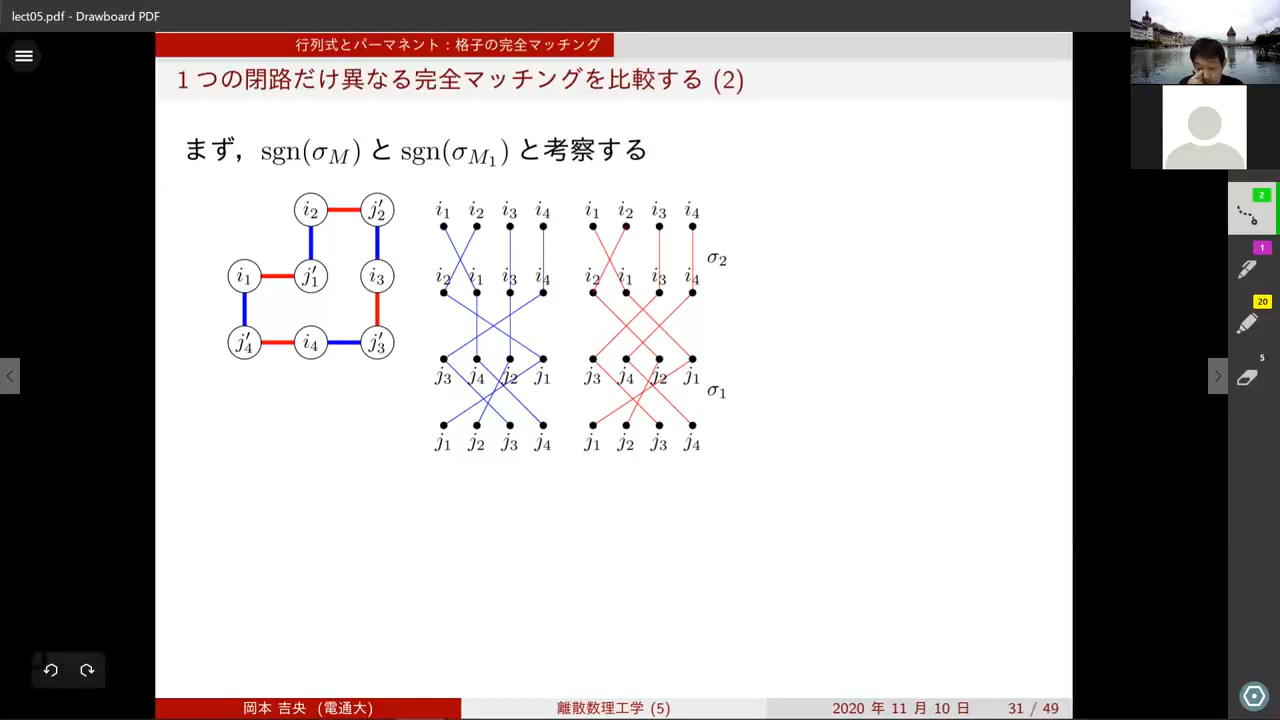 lect05.pdf - Drawboard PDF
行列式とパーマネント：格子の完全マッチング
1 つの閉路だけ異なる完全マッチングを比較する (2)
まず，sgn(σ_M) と sgn(σ_{M_1}) と考察する
i_2 j'_2
i_1 j'_1 i_3
j'_4 i_4 j'_3
i_1 i_2 i_3 i_4 i_1 i_2 i_3 i_4
σ_2
i_2 i_1 i_3 i_4 i_2 i_1 i_3 i_4
j_3 j_4 j_2 j_1 j_3 j_4 j_2 j_1
σ_1
j_1 j_2 j_3 j_4 j_1 j_2 j_3 j_4
岡本 吉央 (電通大) 離散数理工学 (5) 2020 年 11 月 10 日 31 / 49
2
1
20
5